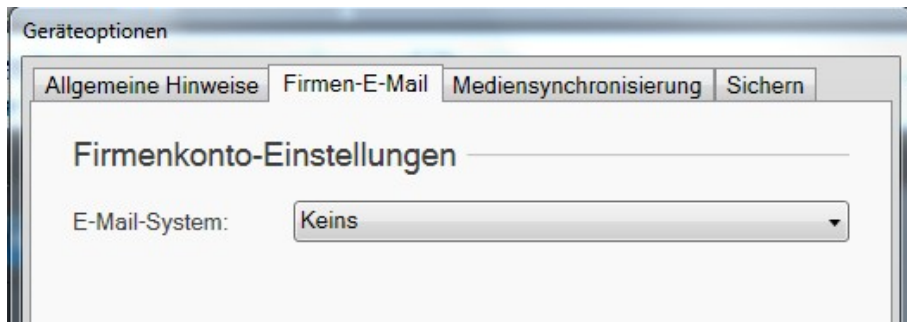 Geräteoptionen
Allgemeine Hinweise Firmen-E-Mail Mediensynchronisierung Sichern
Firmenkonto-Einstellungen
E-Mail-System: Keins